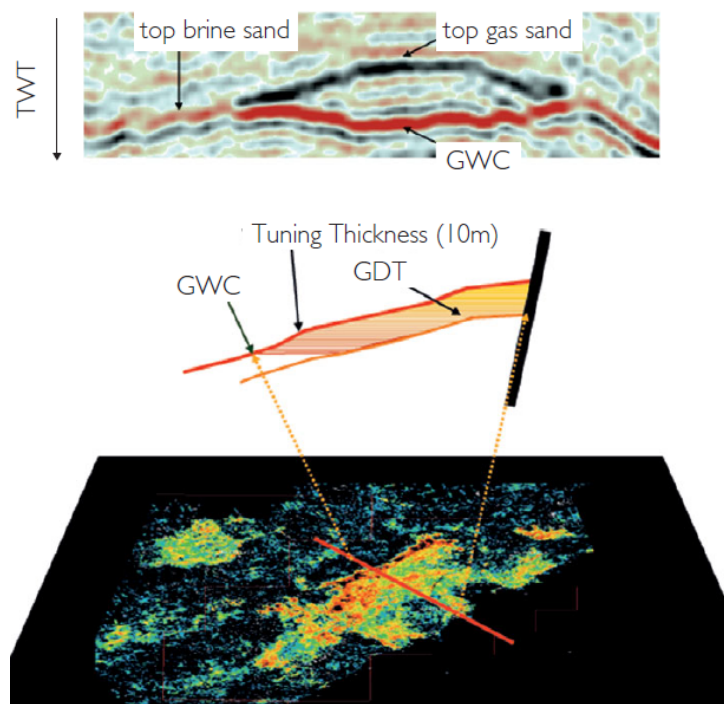 top brine sand
top gas sand
TWT
GWC
Tuning Thickness (10m)
GDT
GWC